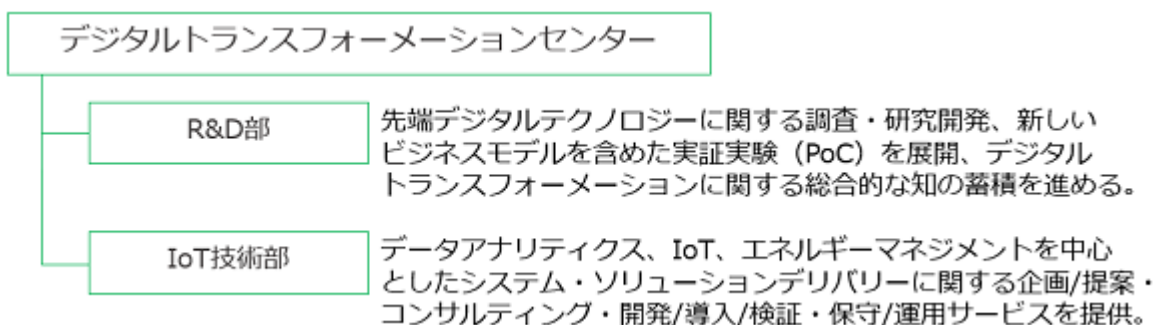 デジタルトランスフォーメーションセンター
R&D部
先端デジタルテクノロジーに関する調査・研究開発、新しい
ビジネスモデルを含めた実証実験（PoC）を展開、デジタル
トランスフォーメーションに関する総合的な知の蓄積を進める。
IoT技術部
データアナリティクス、IoT、エネルギーマネジメントを中心
としたシステム・ソリューションデリバリーに関する企画/提案・
コンサルティング・開発/導入/検証・保守/運用サービスを提供。